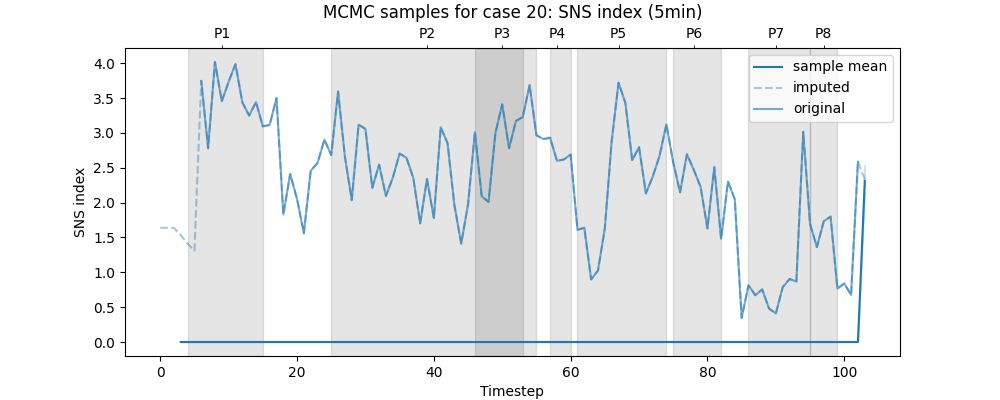 MCMC samples for case 20: SNS index (5min)
P1 P2 P3 P4 P5 P6 P7 P8
sample mean
imputed
original
SNS index
4.0
3.5
3.0
2.5
2.0
1.5
1.0
0.5
0.0
0 20 40 60 80 100
Timestep